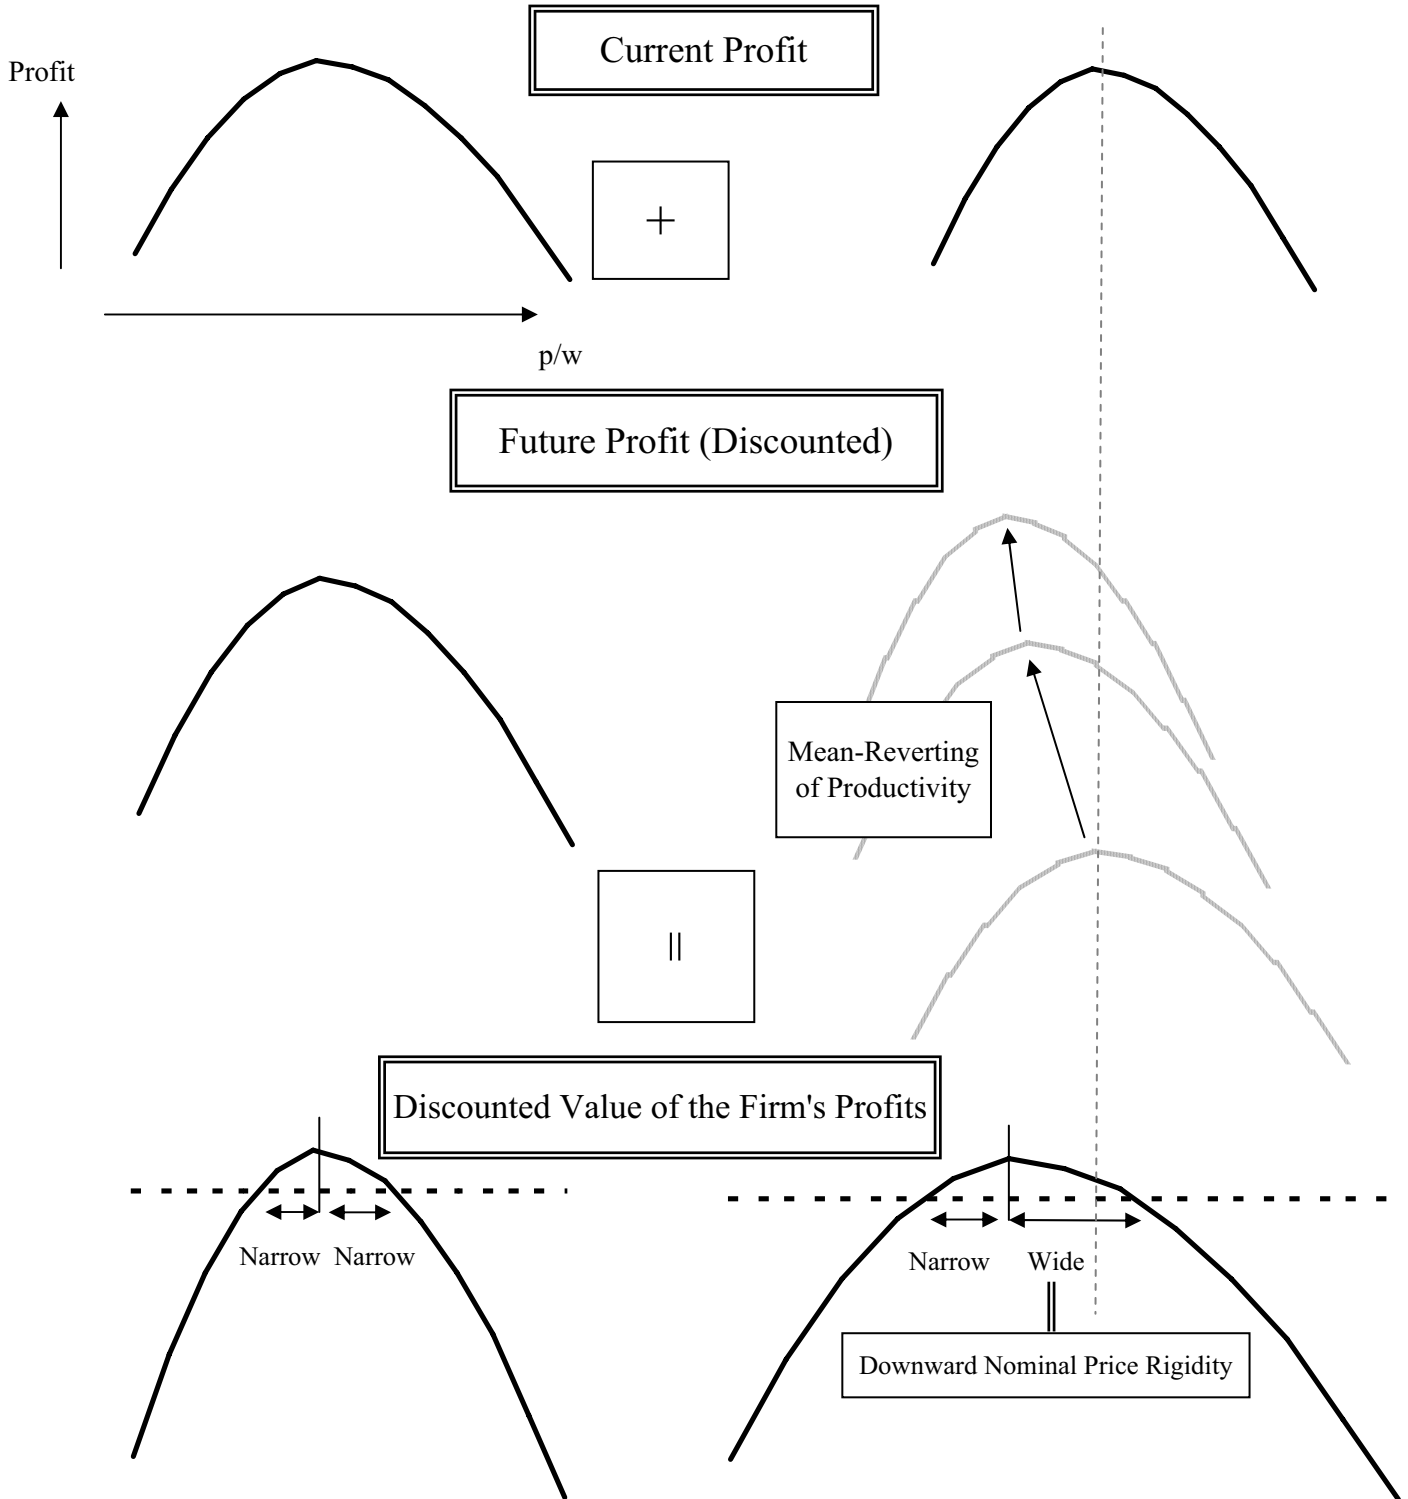 Current Profit
Profit
+
p/w
Future Profit (Discounted)
Mean-Reverting
of Productivity
||
Discounted Value of the Firm's Profits
Narrow Narrow
Narrow Wide
Downward Nominal Price Rigidity